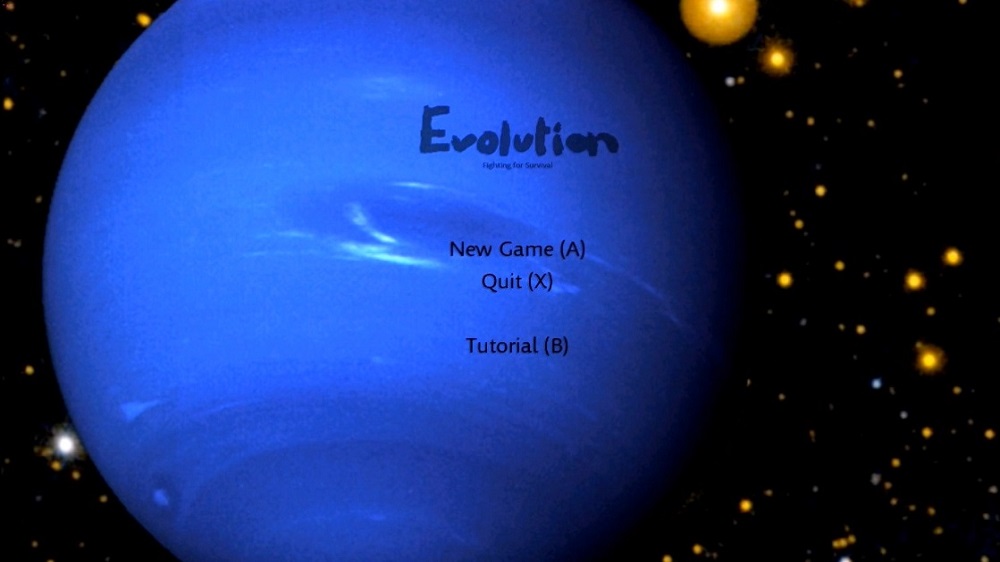 Evolution
Fighting for Survival
New Game (A)
Quit (X)
Tutorial (B)